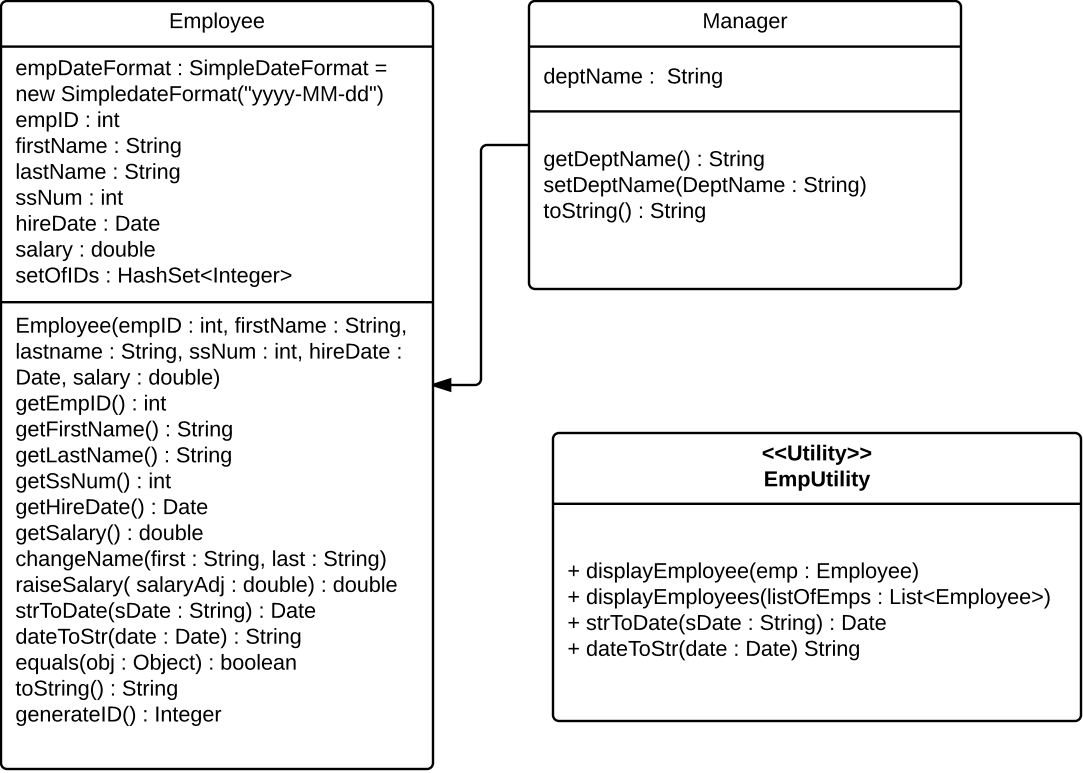 Employee
empDateFormat : SimpleDateFormat =
new SimpledateFormat("yyyy-MM-dd")
empID : int
firstName : String
lastName : String
ssNum : int
hireDate : Date
salary : double
setOfIDs : HashSet<Integer>
Employee(empID : int, firstName : String,
lastname : String, ssNum : int, hireDate :
Date, salary : double)
getEmpID() : int
getFirstName() : String
getLastName() : String
getSsNum() : int
getHireDate() : Date
getSalary() : double
changeName(first : String, last : String)
raiseSalary( salaryAdj : double) : double
strToDate(sDate : String) : Date
dateToStr(date : Date) : String
equals(obj : Object) : boolean
toString() : String
generateID() : Integer
Manager
deptName :  String
getDeptName() : String
setDeptName(DeptName : String)
toString() : String
<<Utility>>
EmpUtility
+ displayEmployee(emp : Employee)
+ displayEmployees(listOfEmps : List<Employee>)
+ strToDate(sDate : String) : Date
+ dateToStr(date : Date) String